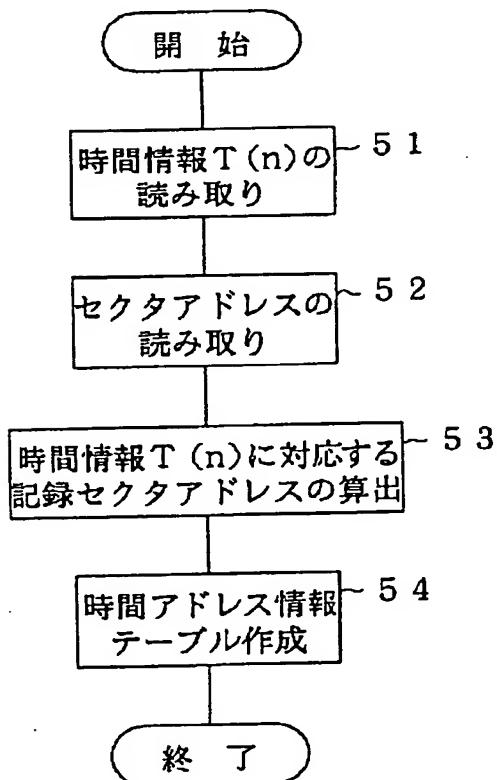 開 始
時間情報T(n)の
読み取り
51
セクタアドレスの
読み取り
52
時間情報T(n)に対応する
記録セクタアドレスの算出
53
時間アドレス情報
テーブル作成
54
終 了